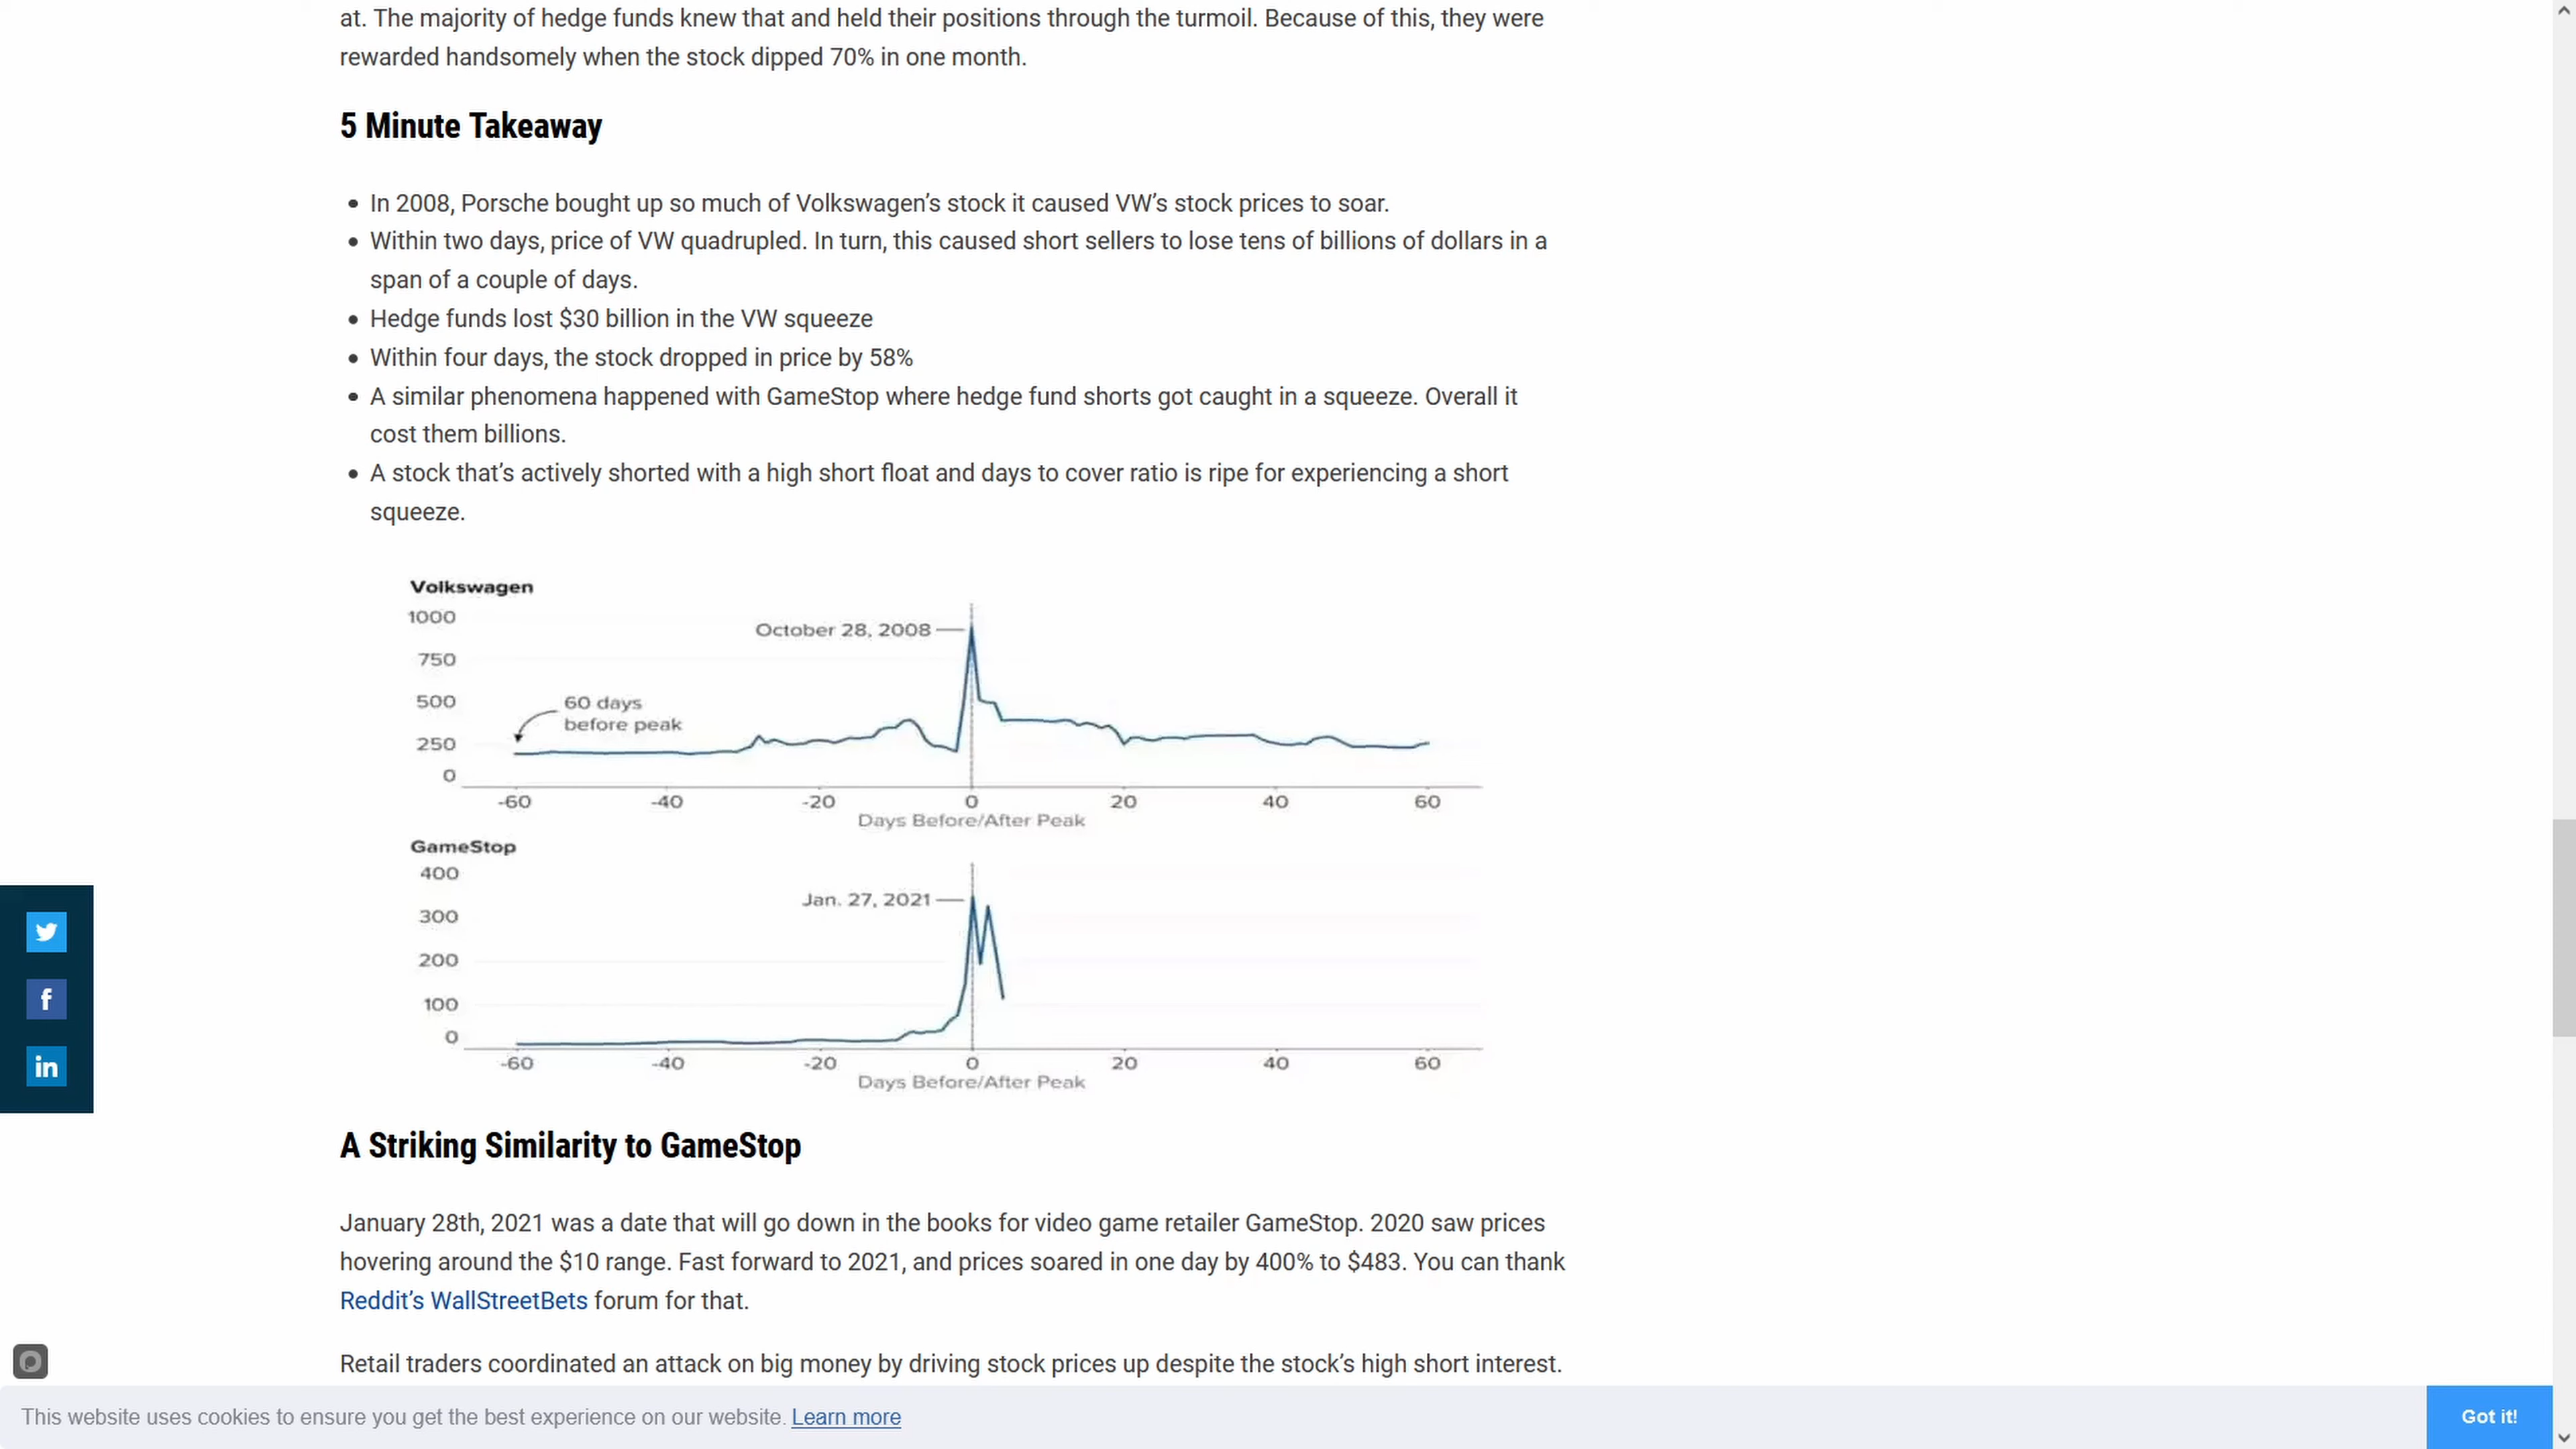 at. The majority of hedge funds knew that and held their positions through the turmoil. Because of this, they were
rewarded handsomely when the stock dipped 70% in one month.
5 Minute Takeaway
• In 2008, Porsche bought up so much of Volkswagen’s stock it caused VW’s stock prices to soar.
• Within two days, price of VW quadrupled. In turn, this caused short sellers to lose tens of billions of dollars in a
span of a couple of days.
• Hedge funds lost $30 billion in the VW squeeze
• Within four days, the stock dropped in price by 58%
• A similar phenomena happened with GameStop where hedge fund shorts got caught in a squeeze. Overall it
cost them billions.
• A stock that’s actively shorted with a high short float and days to cover ratio is ripe for experiencing a short
squeeze.
Volkswagen
1000
October 28, 2008
750
500
60 days
before peak
250
0
-60 -40 -20 0 20 40 60
Days Before/After Peak
GameStop
400
Jan. 27, 2021
300
200
100
0
-60 -40 -20 0 20 40 60
Days Before/After Peak
A Striking Similarity to GameStop
January 28th, 2021 was a date that will go down in the books for video game retailer GameStop. 2020 saw prices
hovering around the $10 range. Fast forward to 2021, and prices soared in one day by 400% to $483. You can thank
Reddit’s WallStreetBets forum for that.
Retail traders coordinated an attack on big money by driving stock prices up despite the stock’s high short interest.
This website uses cookies to ensure you get the best experience on our website. Learn more
Got it!
f
in